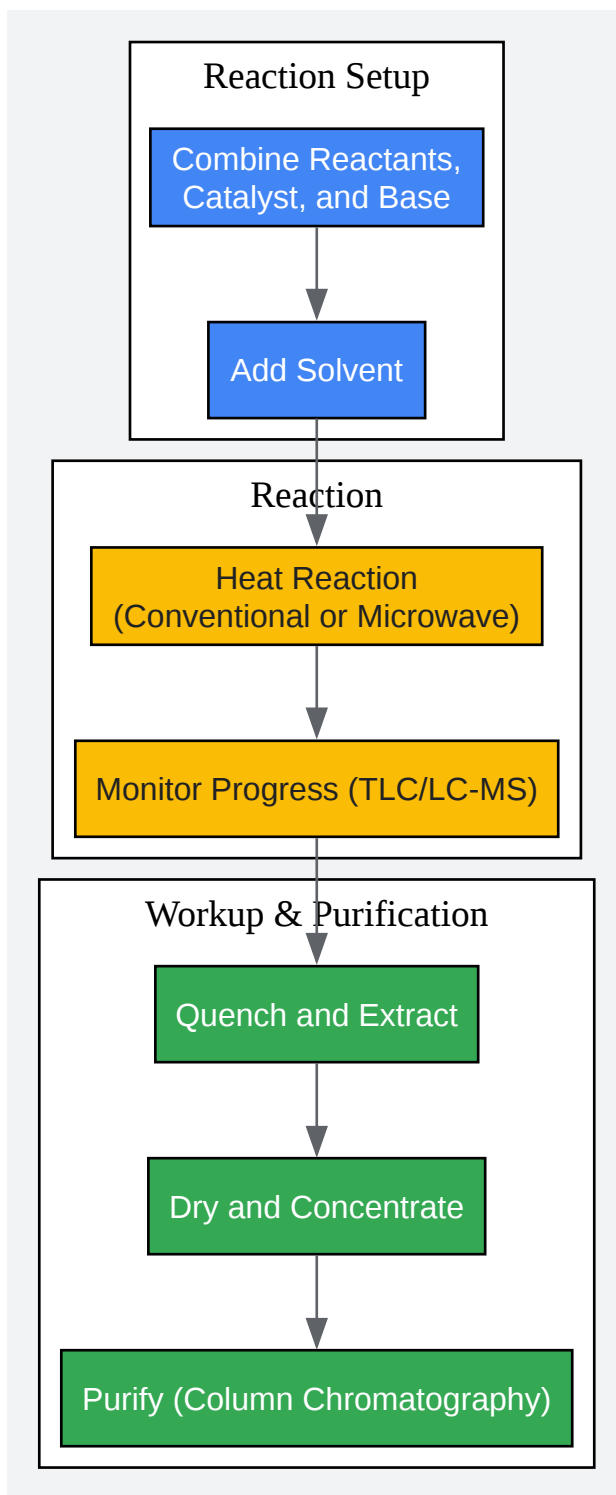 Reaction Setup
Combine Reactants,
Catalyst, and Base
Add Solvent
Reaction
Heat Reaction
(Conventional or Microwave)
Monitor Progress (TLC/LC-MS)
Workup & Purification
Quench and Extract
Dry and Concentrate
Purify (Column Chromatography)